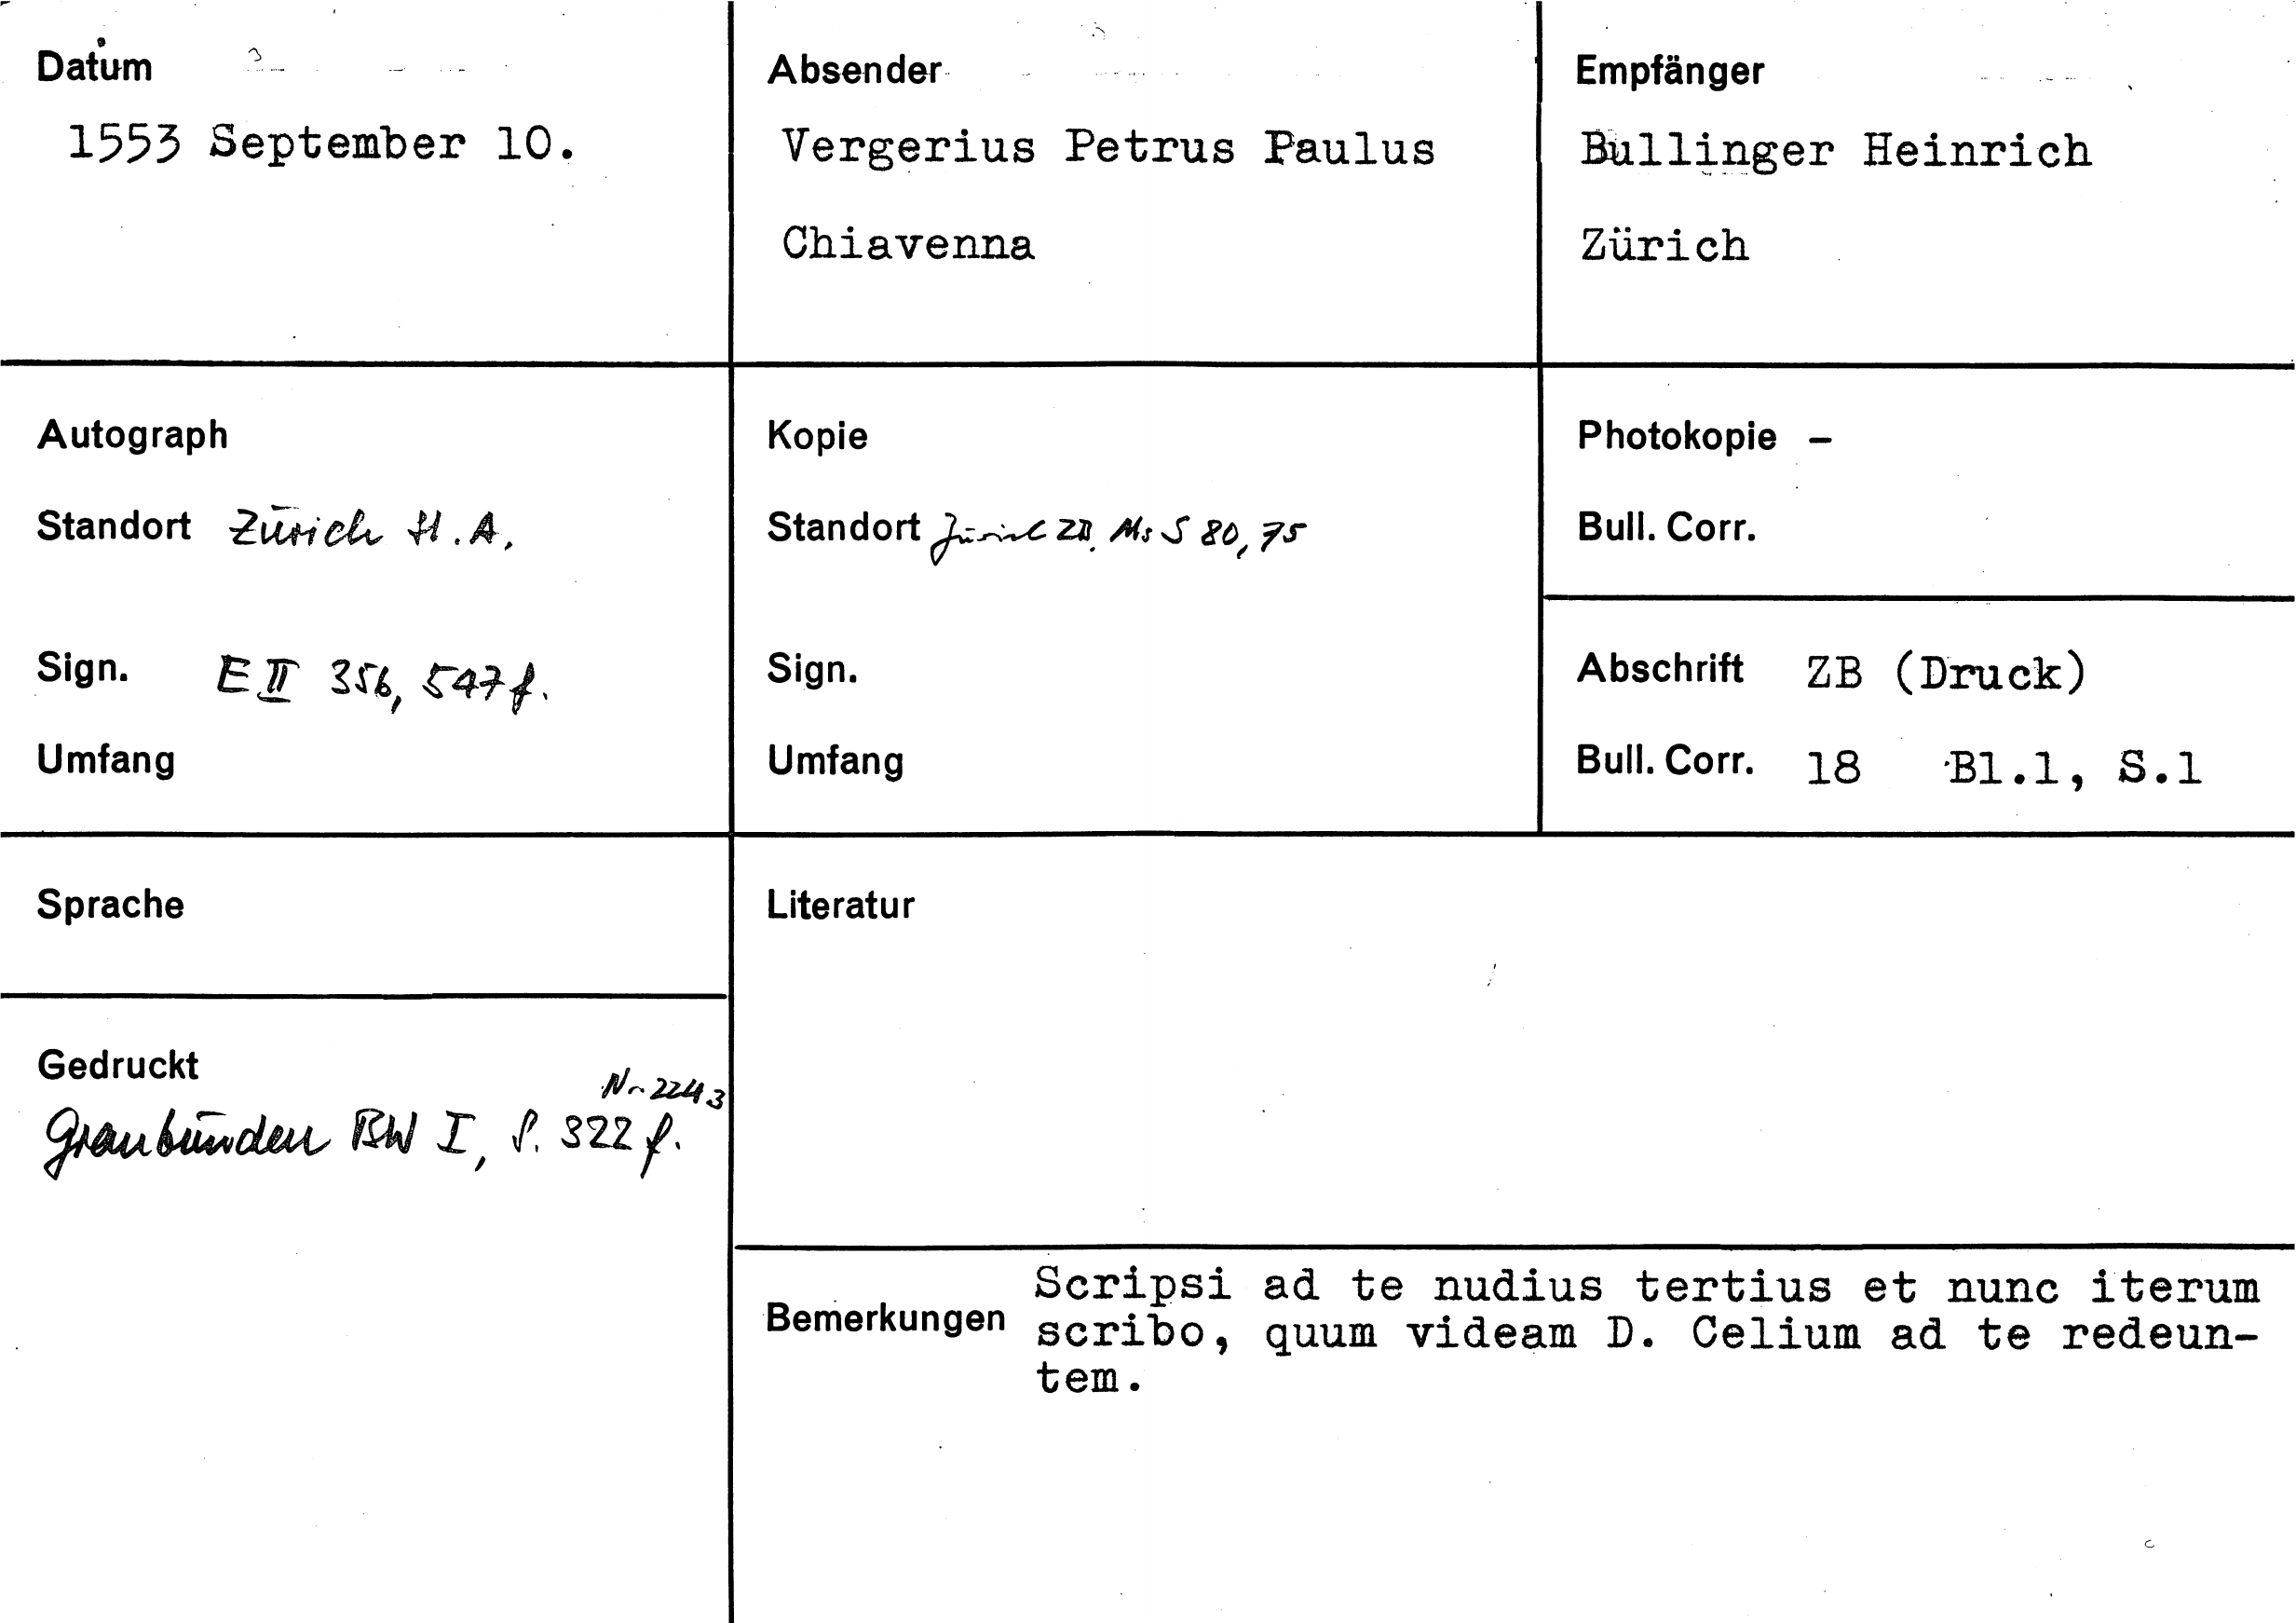 Datum
1553 September 10.
Absender
Vergerius Petrus Paulus
Chiavenna
Empfänger
Bullinger Heinrich
Zürich
Autograph
Standort Zürich St.A.
Sign. E II 356, 547 f.
Umfang
Kopie
Standort Zürich ZB, Ms S 80, 75
Sign.
Umfang
Photokopie –
Bull. Corr.
Abschrift ZB (Druck)
Bull. Corr. 18 Bl.1, S.1
Sprache
Gedruckt
Nr 2243
Graubünden BW I, S. 322 f.
Literatur
Bemerkungen
Scripsi ad te nudius tertius et nunc iterum
scribo, quum videam D. Celium ad te redeun-
tem.